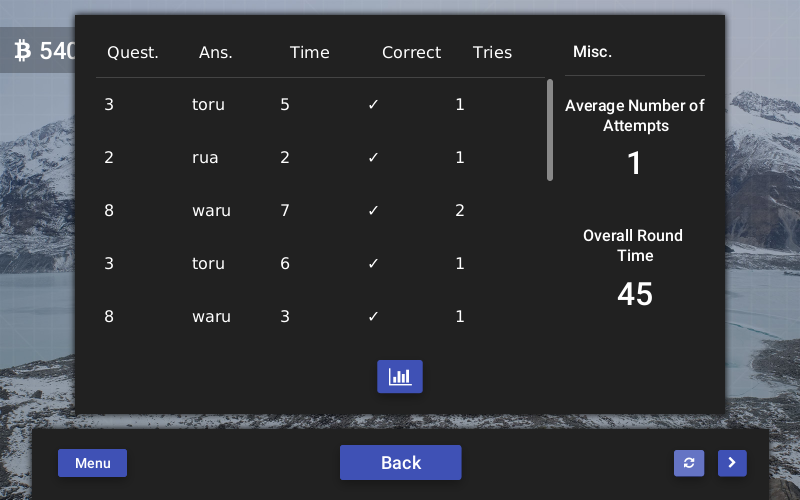 ₿ 540
Quest. Ans. Time Correct Tries
3 toru 5 ✓ 1
2 rua 2 ✓ 1
8 waru 7 ✓ 2
3 toru 6 ✓ 1
8 waru 3 ✓ 1
Misc.
Average Number of
Attempts
1
Overall Round
Time
45
Menu
Back